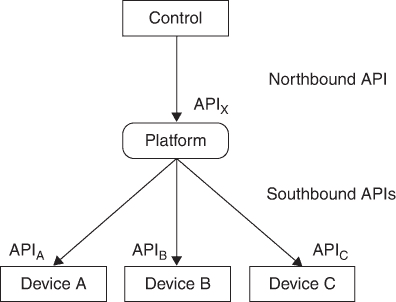 Control
Northbound API
APIX
Platform
Southbound APIs
APIA APIB APIC
Device A Device B Device C